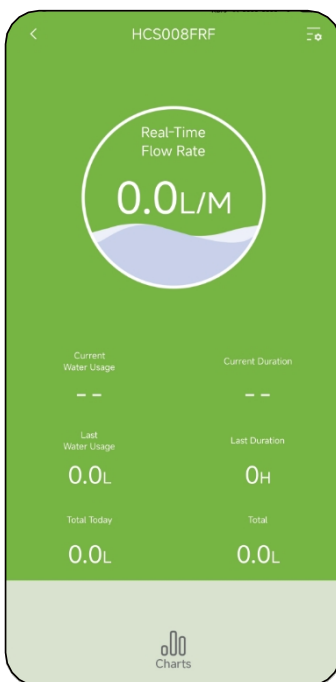 HCS008FRF
Real-Time
Flow Rate
0.0L/M
Current
Water Usage
Current Duration
--
--
Last
Water Usage
Last Duration
0.0L
0H
Total Today
Total
0.0L
0.0L
Charts